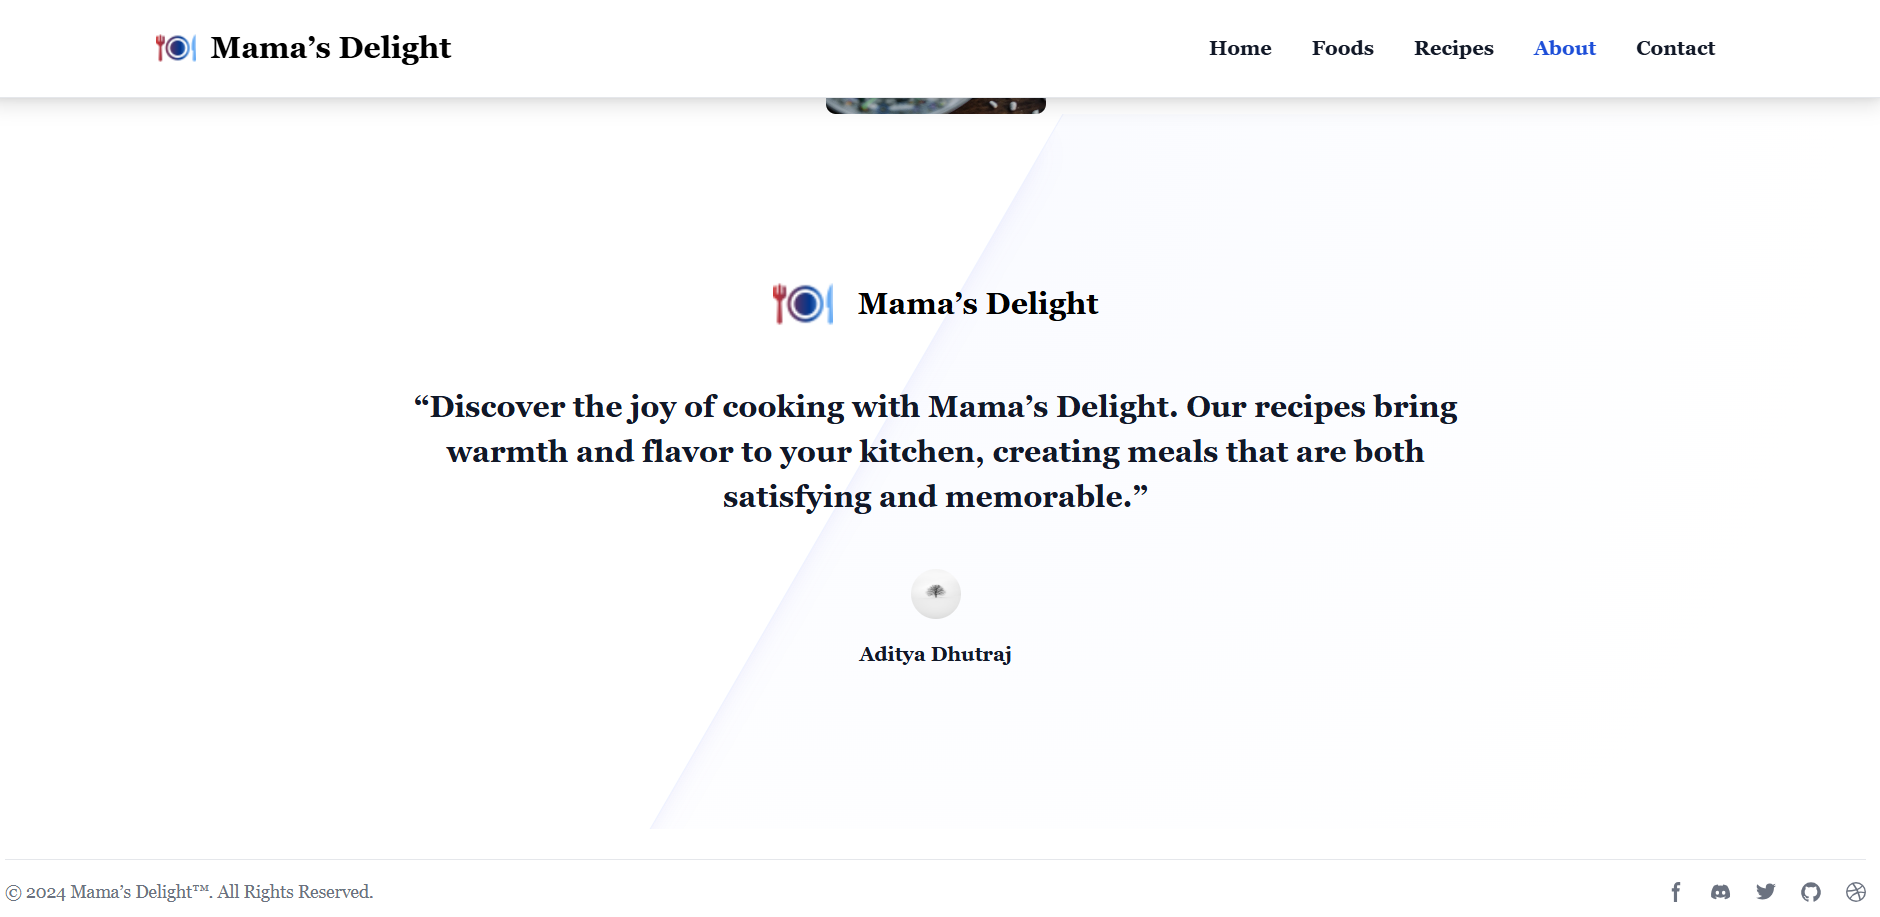 Mama’s Delight
Home Foods Recipes About Contact
Mama’s Delight
“Discover the joy of cooking with Mama’s Delight. Our recipes bring
warmth and flavor to your kitchen, creating meals that are both
satisfying and memorable.”
Aditya Dhutraj
© 2024 Mama’s Delight™. All Rights Reserved.